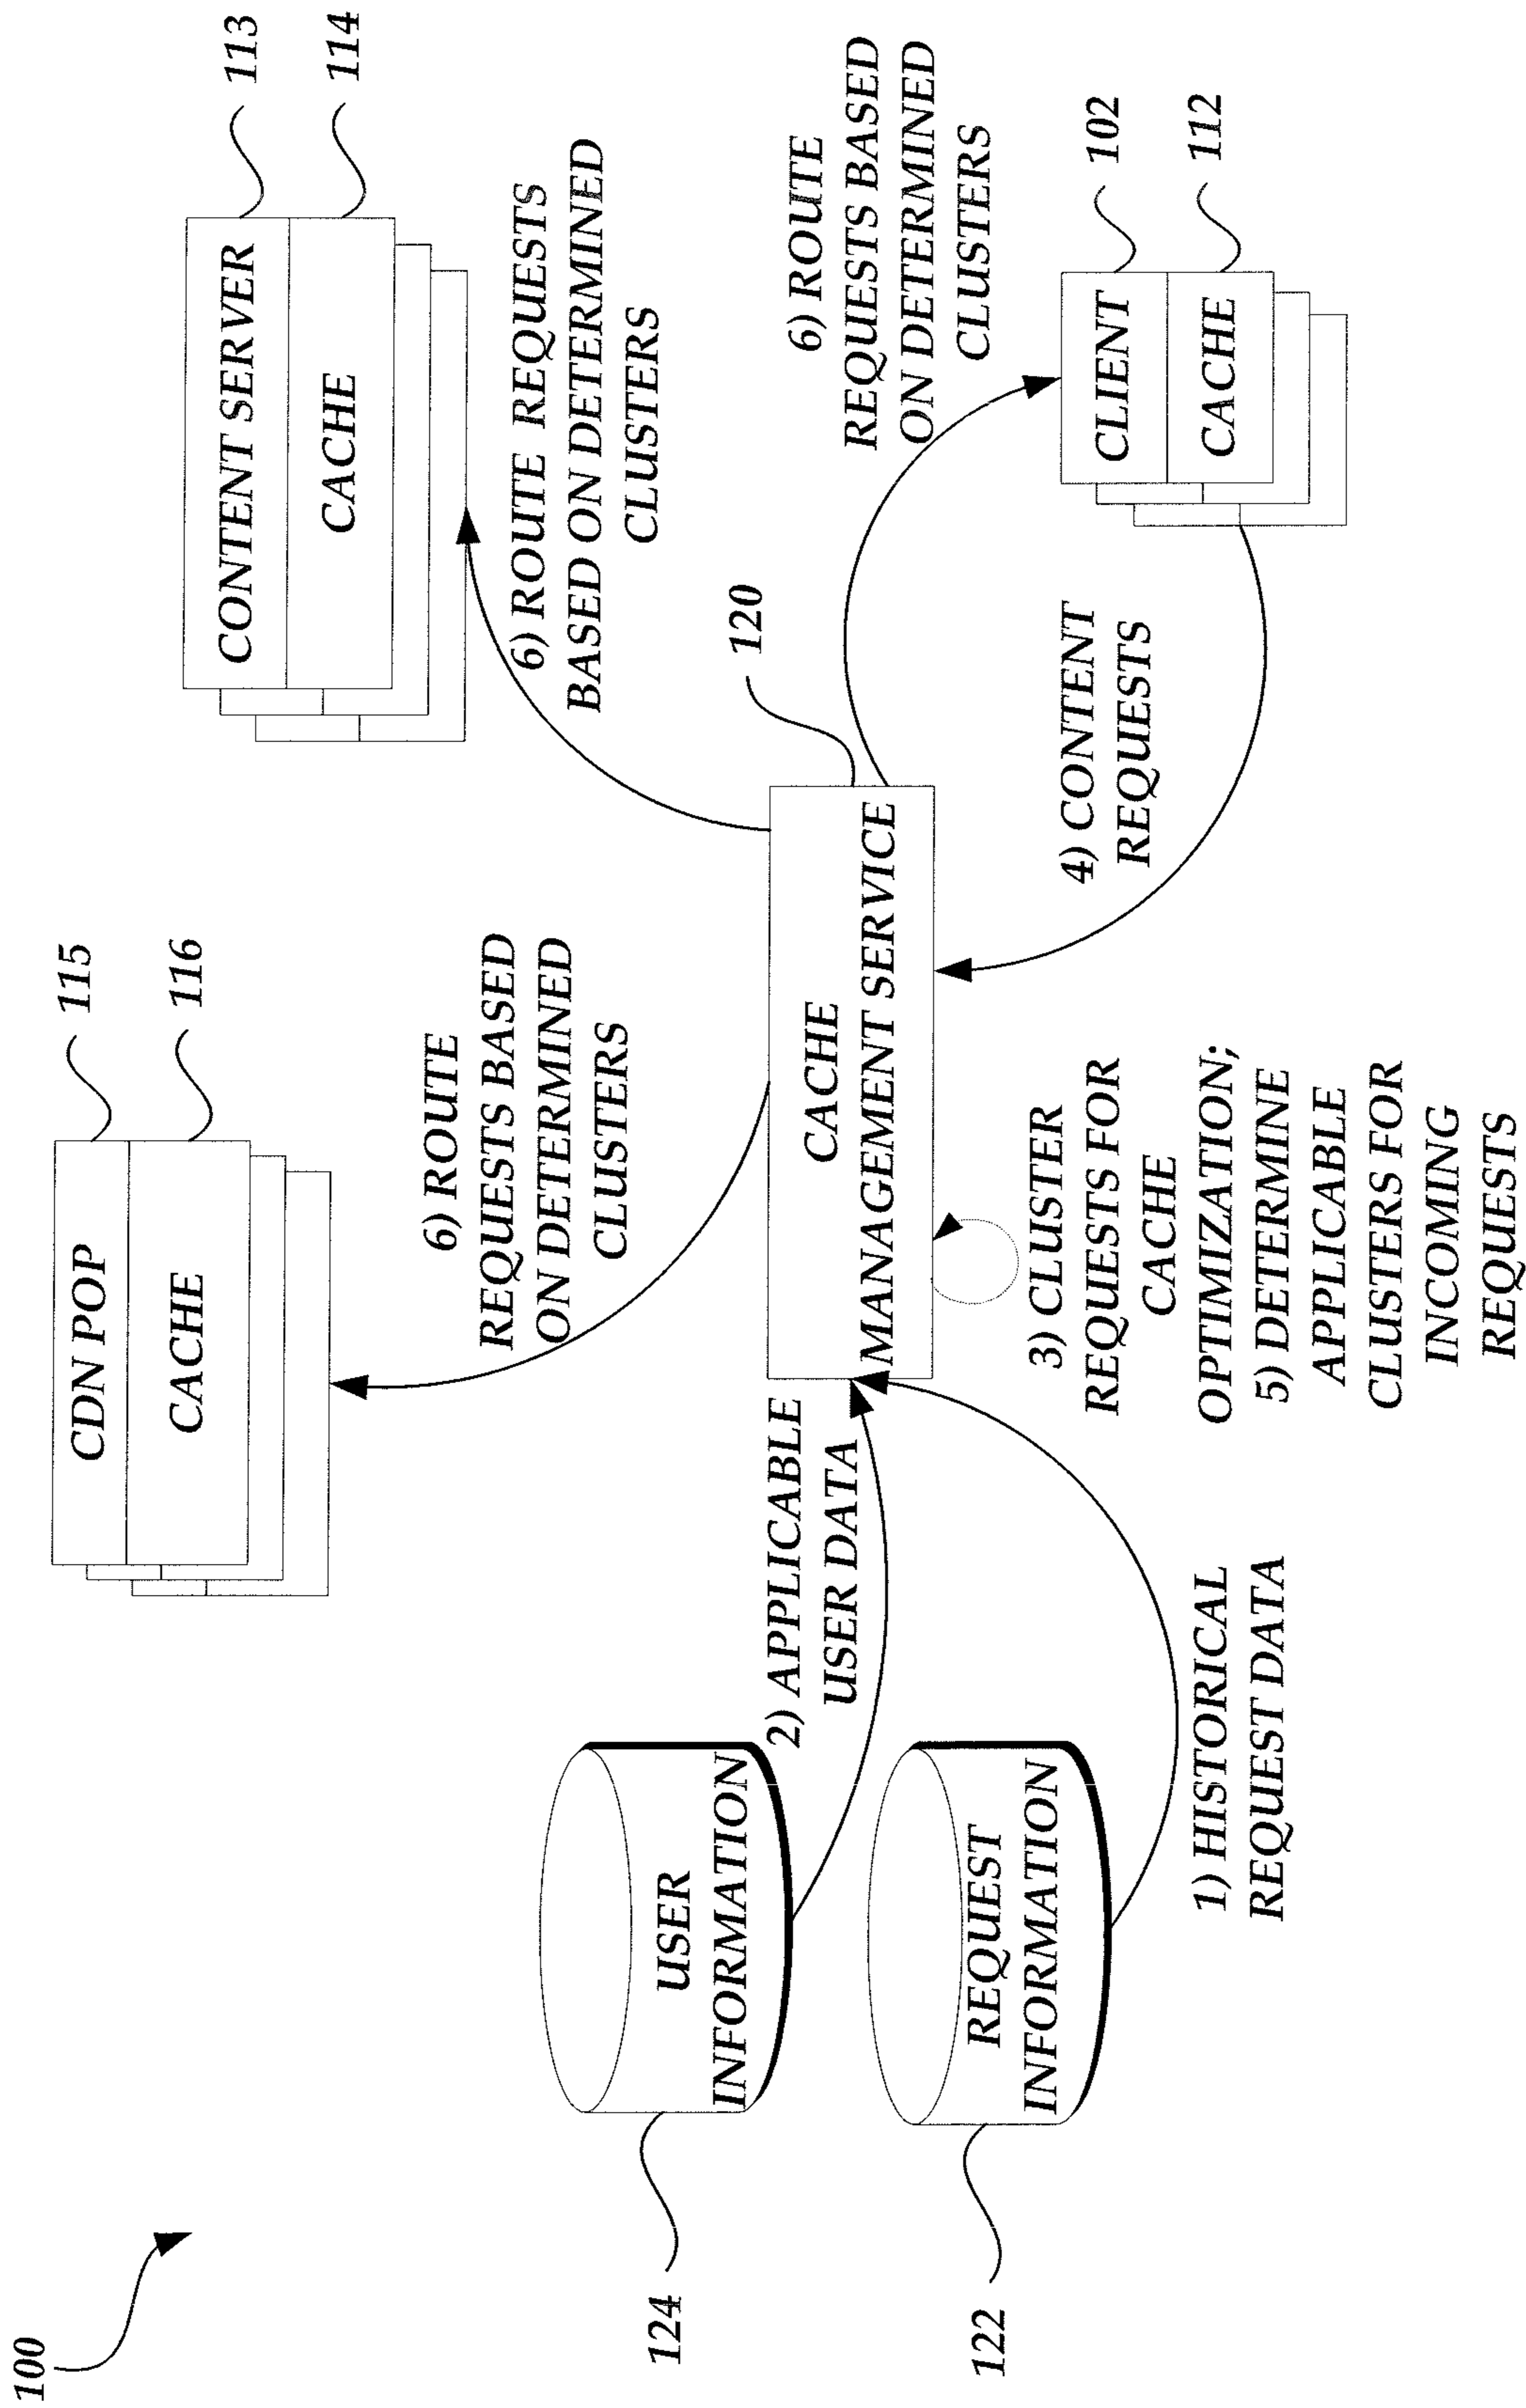 100
CDN POP
CACHE
115
116
CONTENT SERVER
CACHE
113
114
6) ROUTE
REQUESTS BASED
ON DETERMINED
CLUSTERS
6) ROUTE REQUESTS
BASED ON DETERMINED
CLUSTERS
USER
INFORMATION
124
2) APPLICABLE
USER DATA
CACHE
MANAGEMENT SERVICE
120
6) ROUTE
REQUESTS BASED
ON DETERMINED
CLUSTERS
REQUEST
INFORMATION
122
1) HISTORICAL
REQUEST DATA
3) CLUSTER
REQUESTS FOR
CACHE
OPTIMIZATION;
5) DETERMINE
APPLICABLE
CLUSTERS FOR
INCOMING
REQUESTS
4) CONTENT
REQUESTS
CLIENT
CACHE
102
112